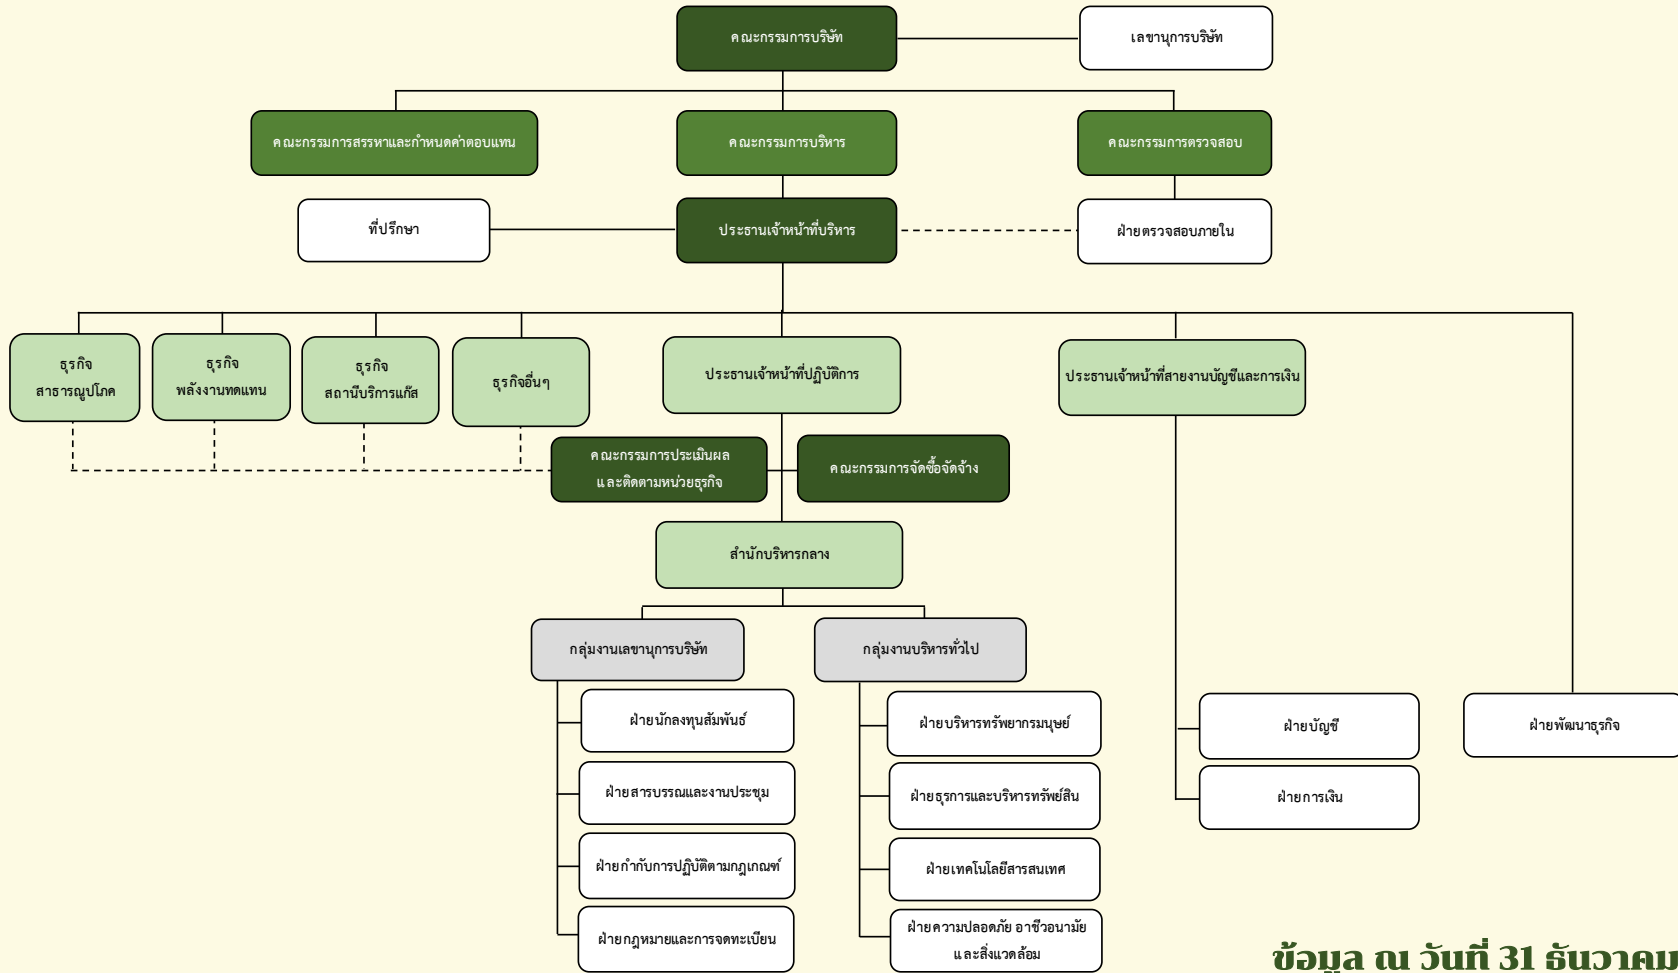 คณะกรรมการบริษัท
เลขานุการบริษัท
คณะกรรมการสรรหาและกำหนดค่าตอบแทน
คณะกรรมการบริหาร
คณะกรรมการตรวจสอบ
ที่ปรึกษา
ประธานเจ้าหน้าที่บริหาร
ฝ่ายตรวจสอบภายใน
ธุรกิจ
สาธารณูปโภค
ธุรกิจ
พลังงานทดแทน
ธุรกิจ
สถานีบริการแก๊ส
ธุรกิจอื่นๆ
ประธานเจ้าหน้าที่ปฏิบัติการ
ประธานเจ้าหน้าที่สายงานบัญชีและการเงิน
คณะกรรมการประเมินผล
และติดตามหน่วยธุรกิจ
คณะกรรมการจัดซื้อจัดจ้าง
สำนักบริหารกลาง
กลุ่มงานเลขานุการบริษัท
กลุ่มงานบริหารทั่วไป
ฝ่ายนักลงทุนสัมพันธ์
ฝ่ายสารบรรณและงานประชุม
ฝ่ายกำกับการปฏิบัติตามกฎเกณฑ์
ฝ่ายกฎหมายและการจดทะเบียน
ฝ่ายบริหารทรัพยากรมนุษย์
ฝ่ายธุรการและบริหารทรัพย์สิน
ฝ่ายเทคโนโลยีสารสนเทศ
ฝ่ายความปลอดภัย อาชีวอนามัย
และสิ่งแวดล้อม
ฝ่ายบัญชี
ฝ่ายการเงิน
ฝ่ายพัฒนาธุรกิจ
ข้อมูล ณ วันที่ 31 ธันวาคม